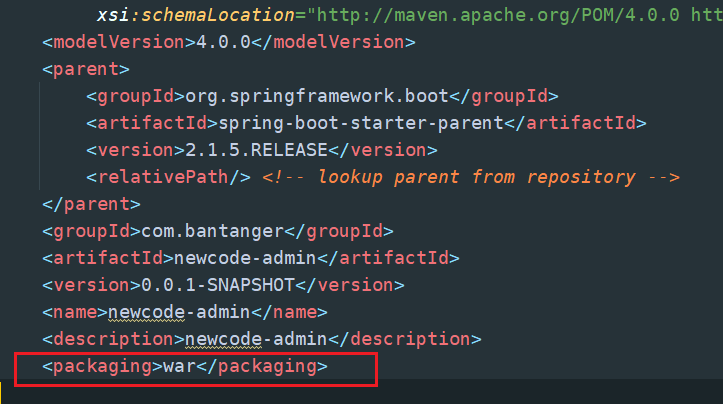 xsi:schemaLocation="http://maven.apache.org/POM/4.0.0 htt
<modelVersion>4.0.0</modelVersion>
<parent>
<groupId>org.springframework.boot</groupId>
<artifactId>spring-boot-starter-parent</artifactId>
<version>2.1.5.RELEASE</version>
<relativePath/> <!-- lookup parent from repository -->
</parent>
<groupId>com.bantanger</groupId>
<artifactId>newcode-admin</artifactId>
<version>0.0.1-SNAPSHOT</version>
<name>newcode-admin</name>
<description>newcode-admin</description>
<packaging>war</packaging>